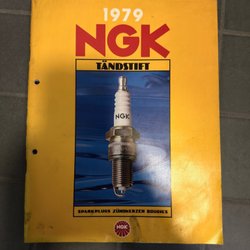 1979
NGK
TÄNDSTIFT
NGK
SPARKPLUGS ZÜNDKERZEN BOUGIES
NGK